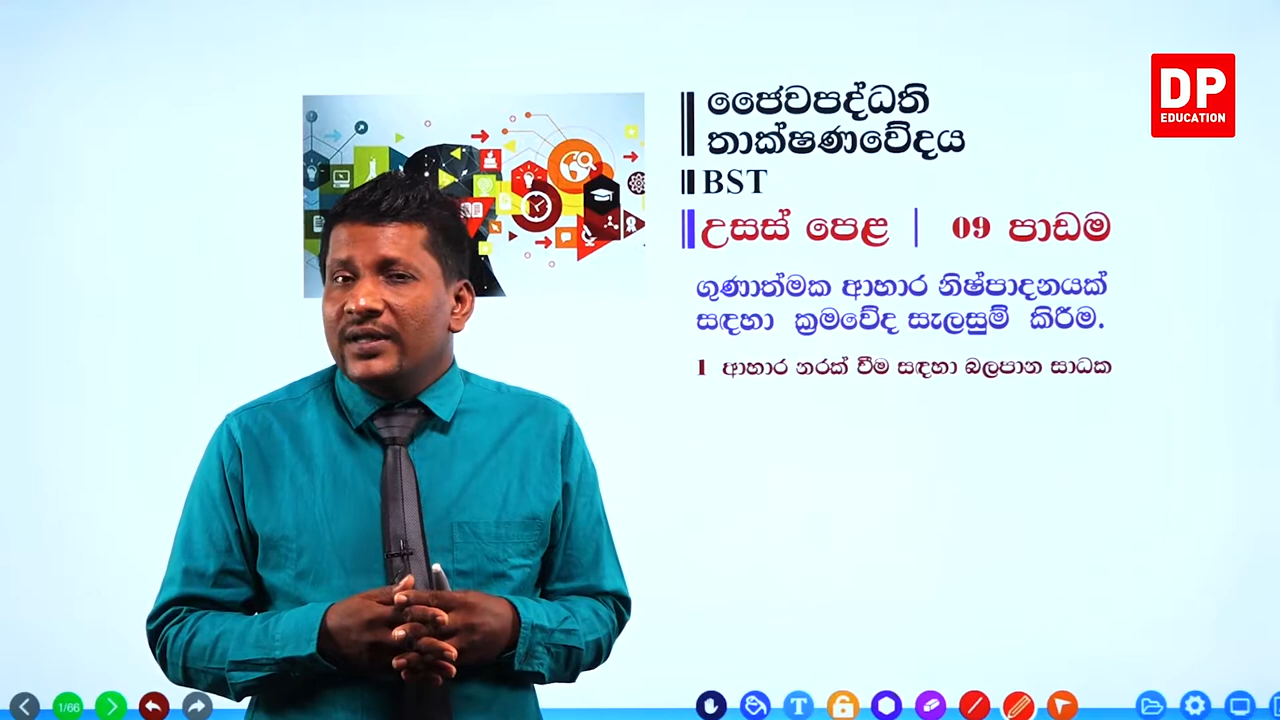 DP
EDUCATION
ජෛවපද්ධති
තාක්ෂණවේදය
BST
උසස් පෙළ | 09 පාඩම
ගුණාත්මක ආහාර නිෂ්පාදනයක්
සඳහා ක්‍රමවේද සැලසුම් කිරීම.
1 ආහාර නරක් වීම සඳහා බලපාන සාධක
1/66
T